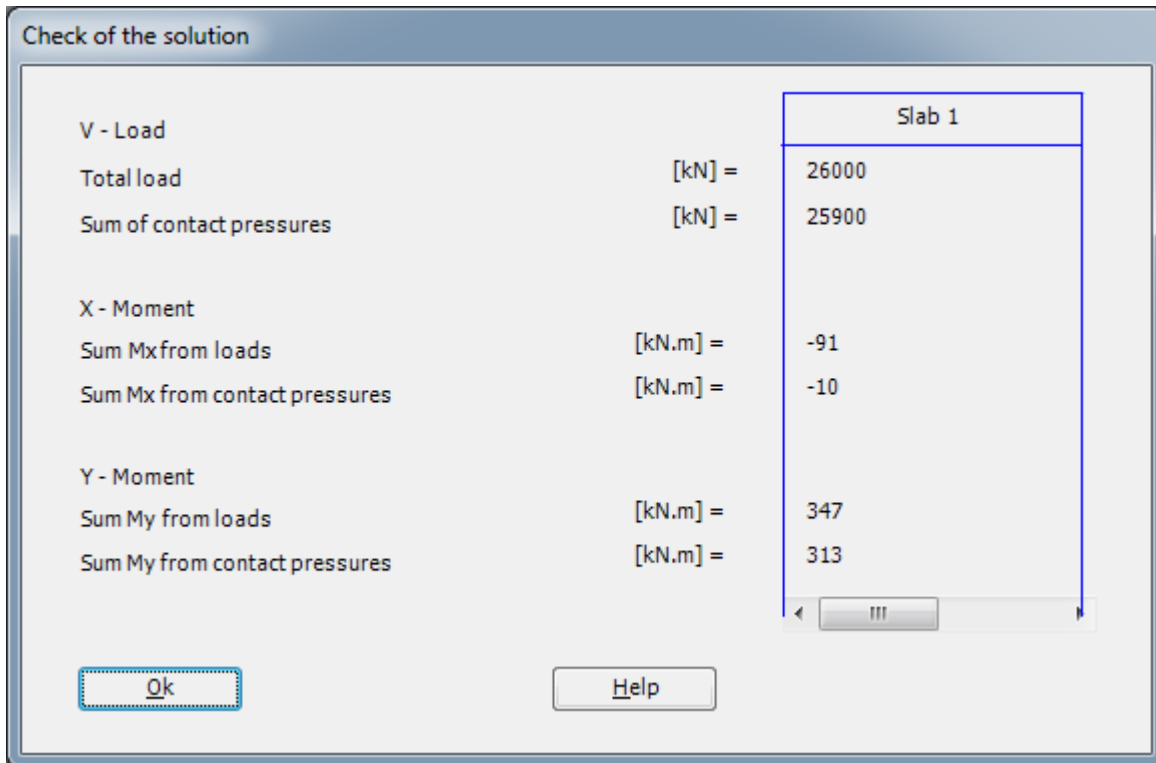 Check of the solution
Slab 1
V - Load
Total load [kN] = 26000
Sum of contact pressures [kN] = 25900
X - Moment
Sum Mx from loads [kN.m] = -91
Sum Mx from contact pressures [kN.m] = -10
Y - Moment
Sum My from loads [kN.m] = 347
Sum My from contact pressures [kN.m] = 313
Ok Help